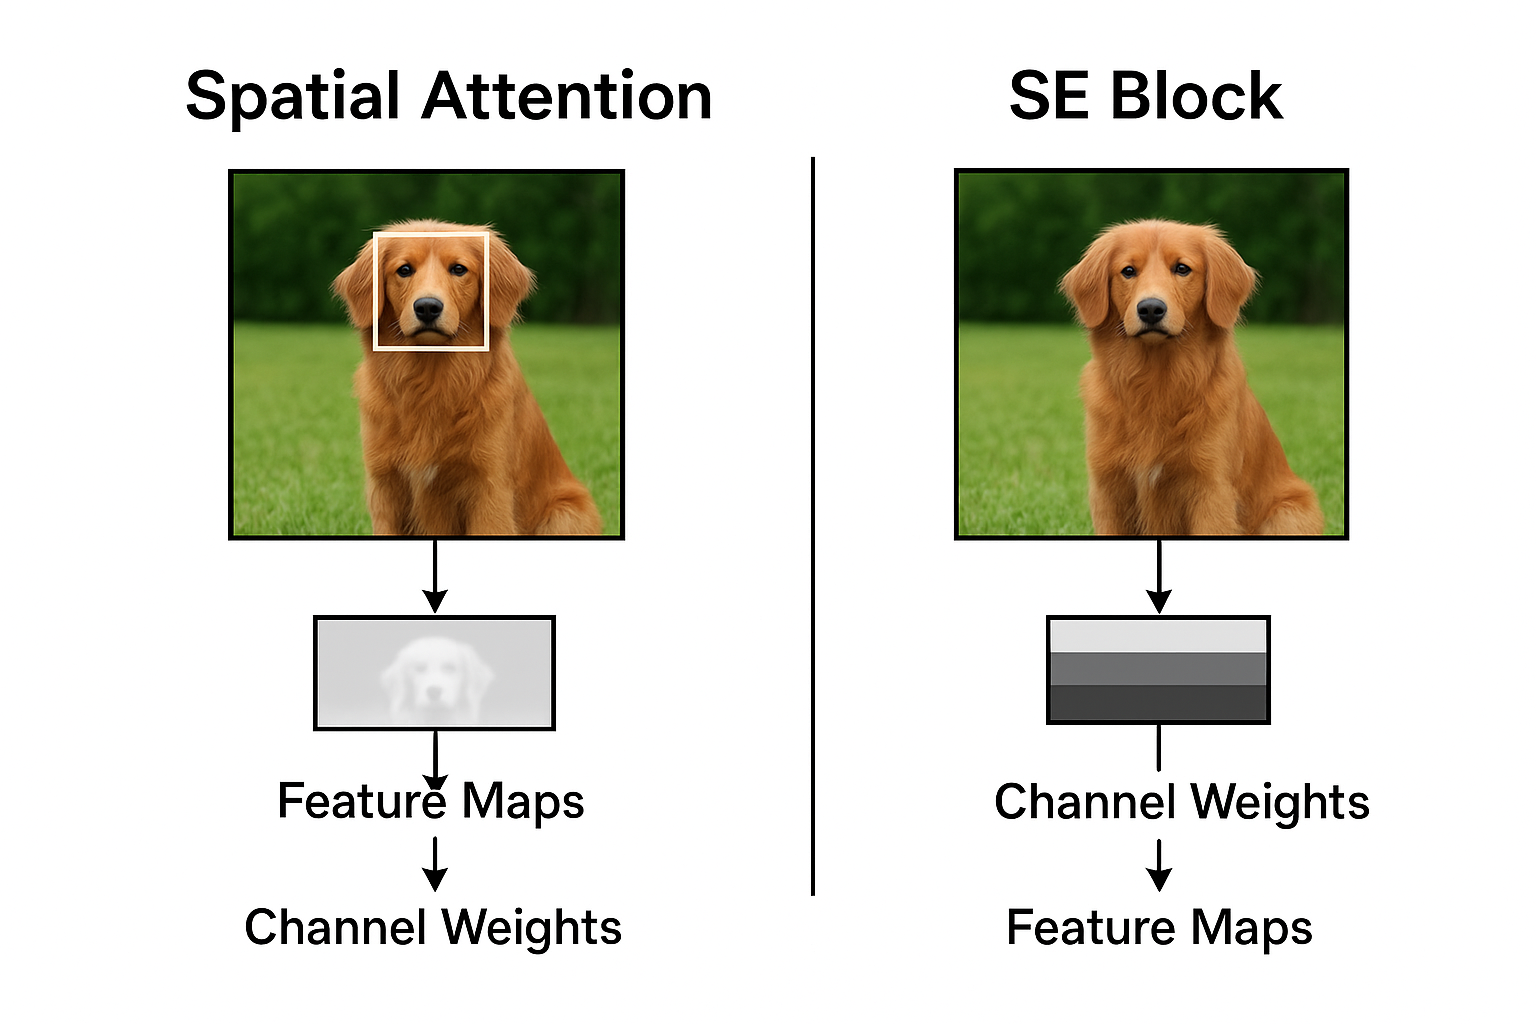 Spatial Attention
SE Block
Feature Maps
Channel Weights
Channel Weights
Feature Maps